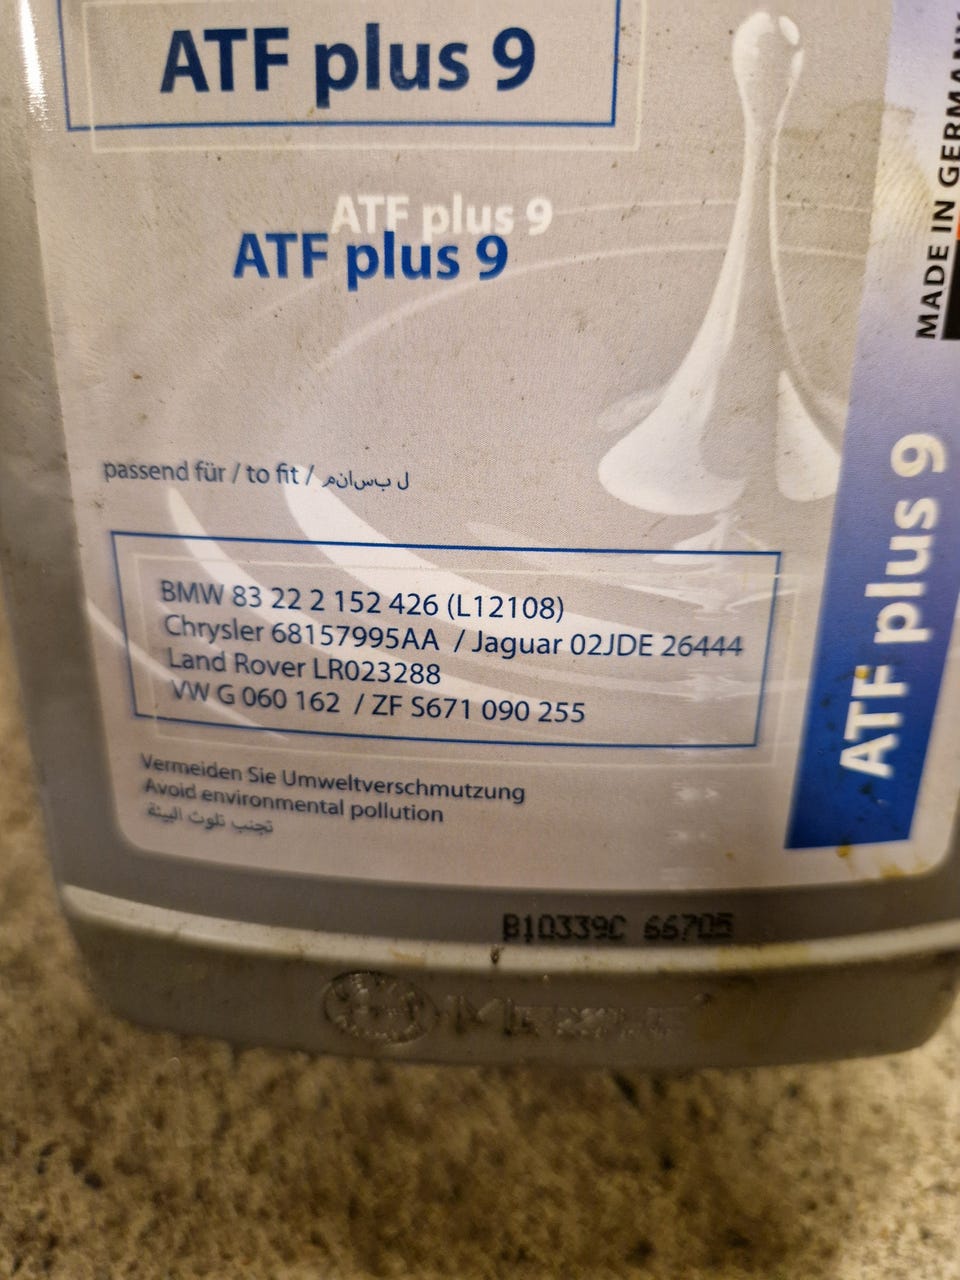 ATF plus 9
ATF plus 9
ATF plus 9
passend für / to fit / ل بسانم
BMW 83 22 2 152 426 (L12108)
Chrysler 68157995AA / Jaguar 02JDE 26444
Land Rover LR023288
VW G 060 162 / ZF S671 090 255
Vermeiden Sie Umweltverschmutzung
Avoid environmental pollution
تجنب تلوث البيئة
B10339C 66705
MADE IN GERMANY
ATF plus 9